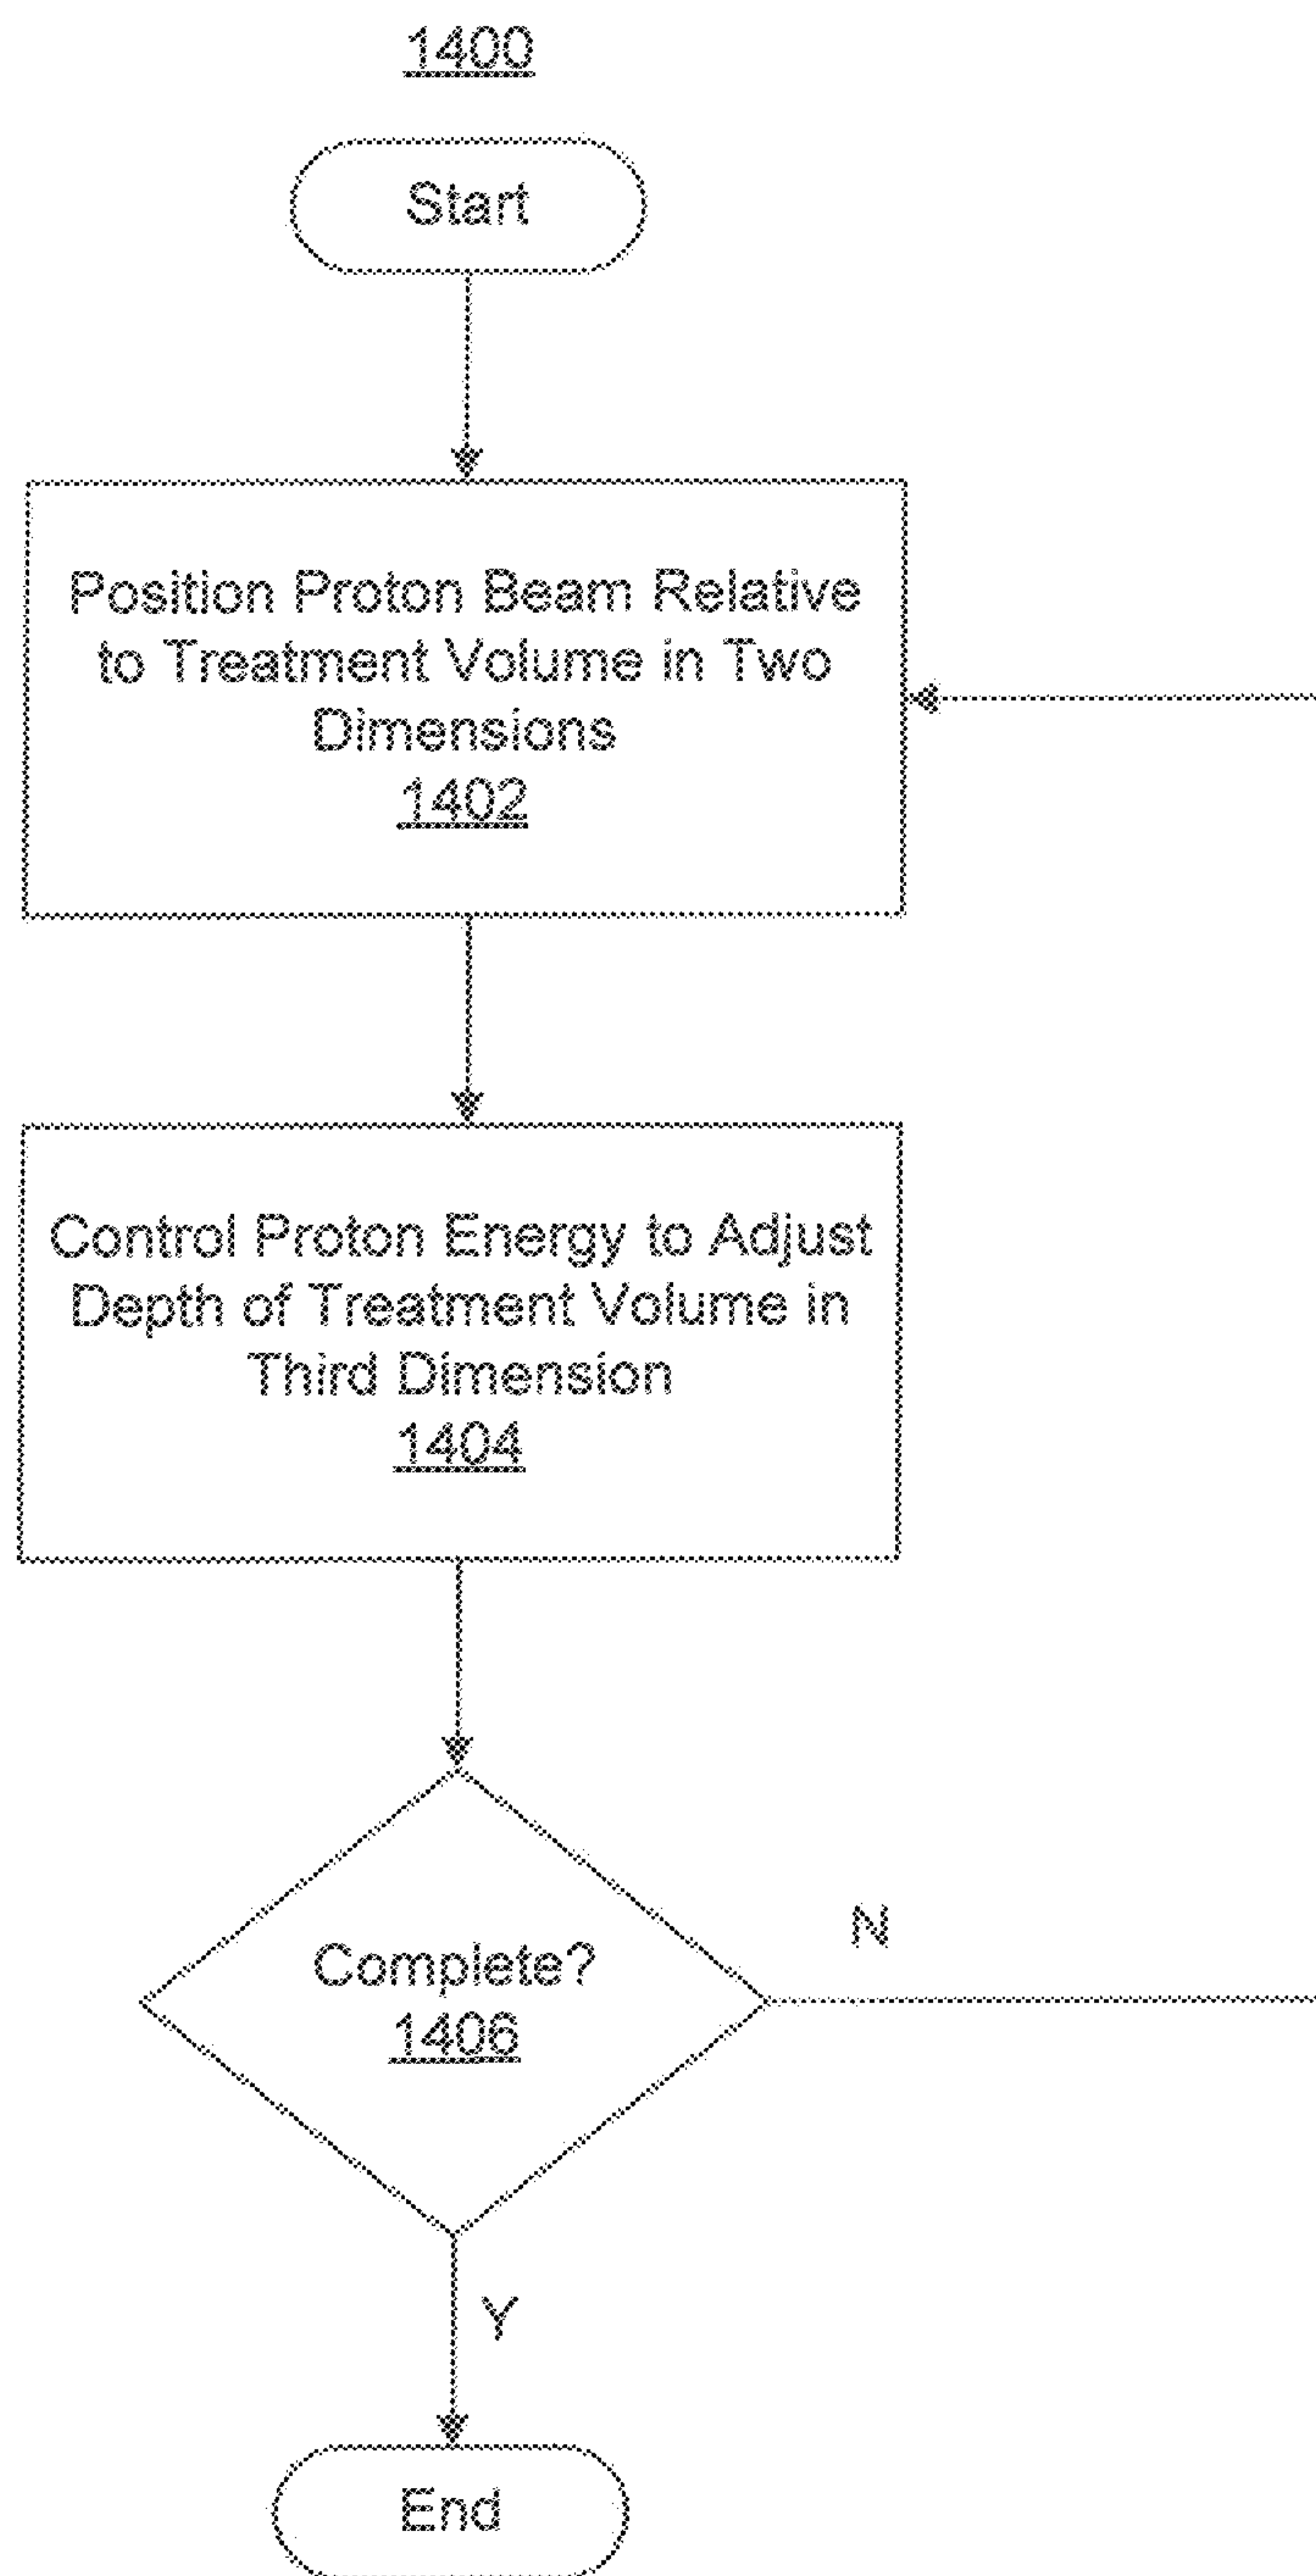 1400
Start
Position Proton Beam Relative
to Treatment Volume in Two
Dimensions
1402
Control Proton Energy to Adjust
Depth of Treatment Volume in
Third Dimension
1404
Complete?
1406
N
Y
End